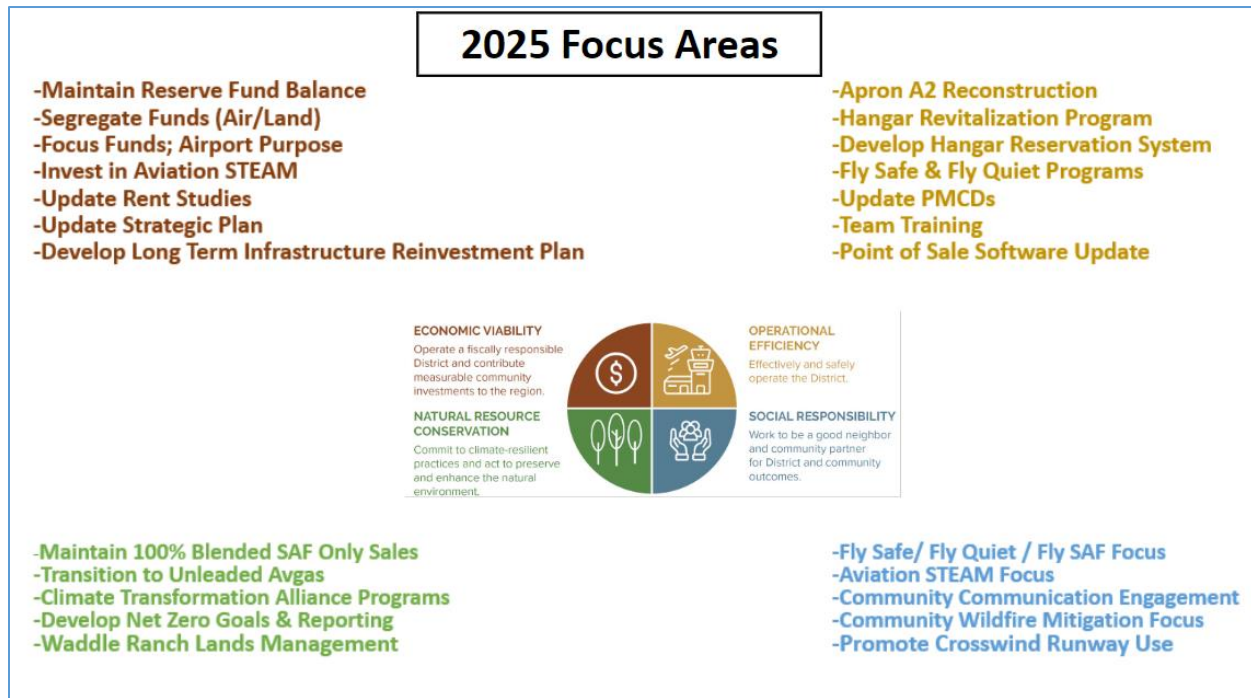 2025 Focus Areas
-Maintain Reserve Fund Balance
-Segregate Funds (Air/Land)
-Focus Funds; Airport Purpose
-Invest in Aviation STEAM
-Update Rent Studies
-Update Strategic Plan
-Develop Long Term Infrastructure Reinvestment Plan
-Apron A2 Reconstruction
-Hangar Revitalization Program
-Develop Hangar Reservation System
-Fly Safe & Fly Quiet Programs
-Update PMCDs
-Team Training
-Point of Sale Software Update
ECONOMIC VIABILITY
Operate a fiscally responsible
District and contribute
measurable community
investments to the region.
$
OPERATIONAL
EFFICIENCY
Effectively and safely
operate the District.
NATURAL RESOURCE
CONSERVATION
Commit to climate-resilient
practices and act to preserve
and enhance the natural
environment.
SOCIAL RESPONSIBILITY
Work to be a good neighbor
and community partner
for District and community
outcomes.
-Maintain 100% Blended SAF Only Sales
-Transition to Unleaded Avgas
-Climate Transformation Alliance Programs
-Develop Net Zero Goals & Reporting
-Waddle Ranch Lands Management
-Fly Safe/ Fly Quiet / Fly SAF Focus
-Aviation STEAM Focus
-Community Communication Engagement
-Community Wildfire Mitigation Focus
-Promote Crosswind Runway Use